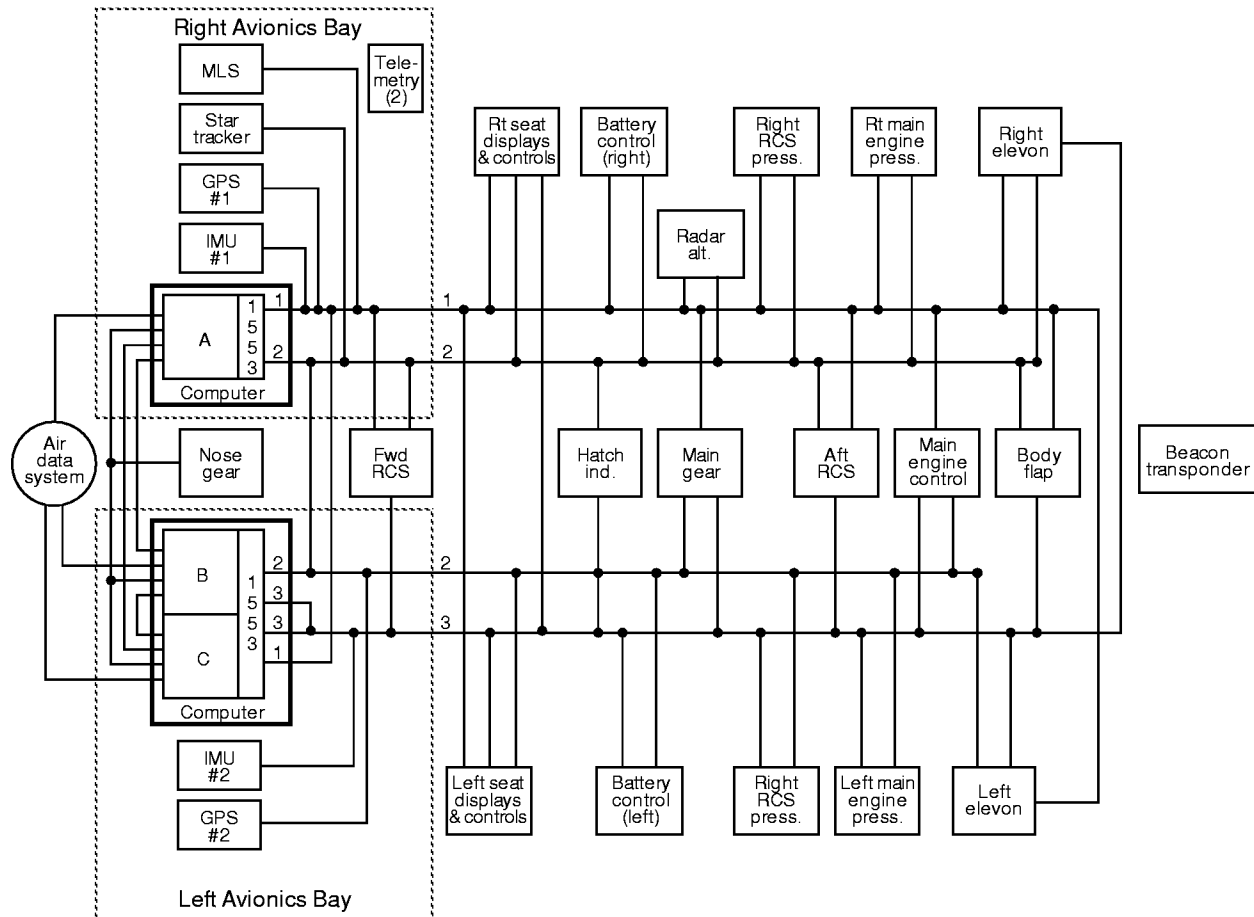 Right Avionics Bay
MLS
Tele-
metry
(2)
Star
tracker
GPS
#1
IMU
#1
Rt seat
displays
& controls
Battery
control
(right)
Right
RCS
press.
Rt main
engine
press.
Right
elevon
Radar
alt.
A
1
5
5
3
1
2
Computer
1
2
Air
data
system
Nose
gear
Fwd
RCS
Hatch
ind.
Main
gear
Aft
RCS
Main
engine
control
Body
flap
Beacon
transponder
B
C
1
5
5
3
2
3
3
1
Computer
2
3
IMU
#2
GPS
#2
Left seat
displays
& controls
Battery
control
(left)
Right
RCS
press.
Left main
engine
press.
Left
elevon
Left Avionics Bay